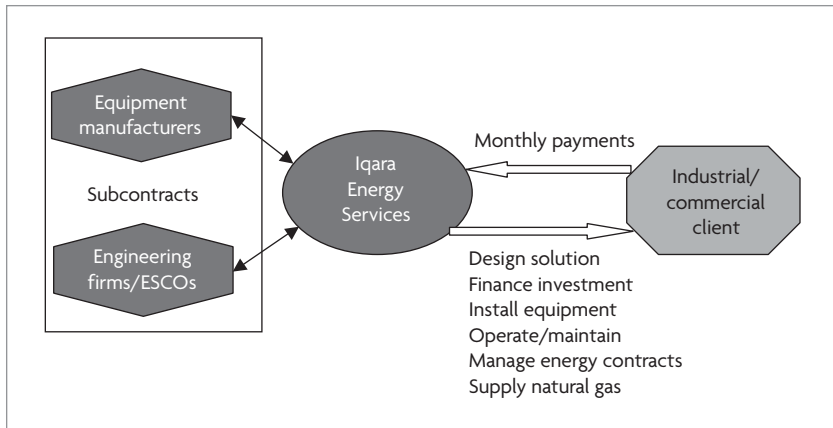 Equipment
manufacturers
Subcontracts
Engineering
firms/ESCOs
Iqara
Energy
Services
Monthly payments
Industrial/
commercial
client
Design solution
Finance investment
Install equipment
Operate/maintain
Manage energy contracts
Supply natural gas